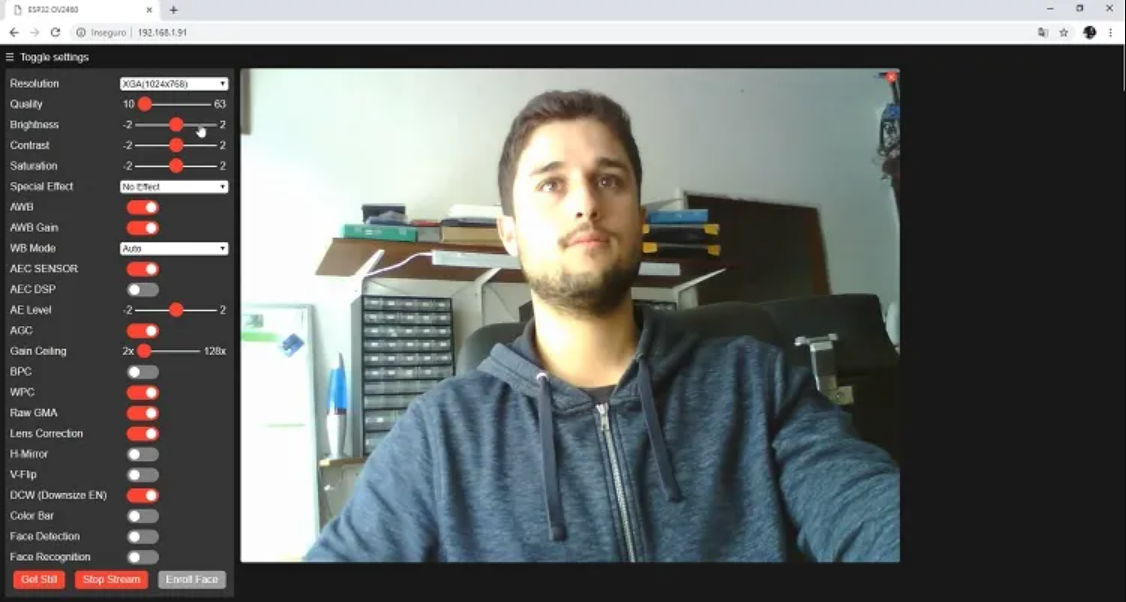 ESP32 OV2460
Inseguro | 192.168.1.91
Toggle settings
Resolution XGA(1024x768)
Quality 10 63
Brightness -2 2
Contrast -2 2
Saturation -2 2
Special Effect No Effect
AWB
AWB Gain
WB Mode Auto
AEC SENSOR
AEC DSP
AE Level -2 2
AGC
Gain Ceiling 2x 128x
BPC
WPC
Raw GMA
Lens Correction
H-Mirror
V-Flip
DCW (Downsize EN)
Color Bar
Face Detection
Face Recognition
Get Still Stop Stream Enroll Face